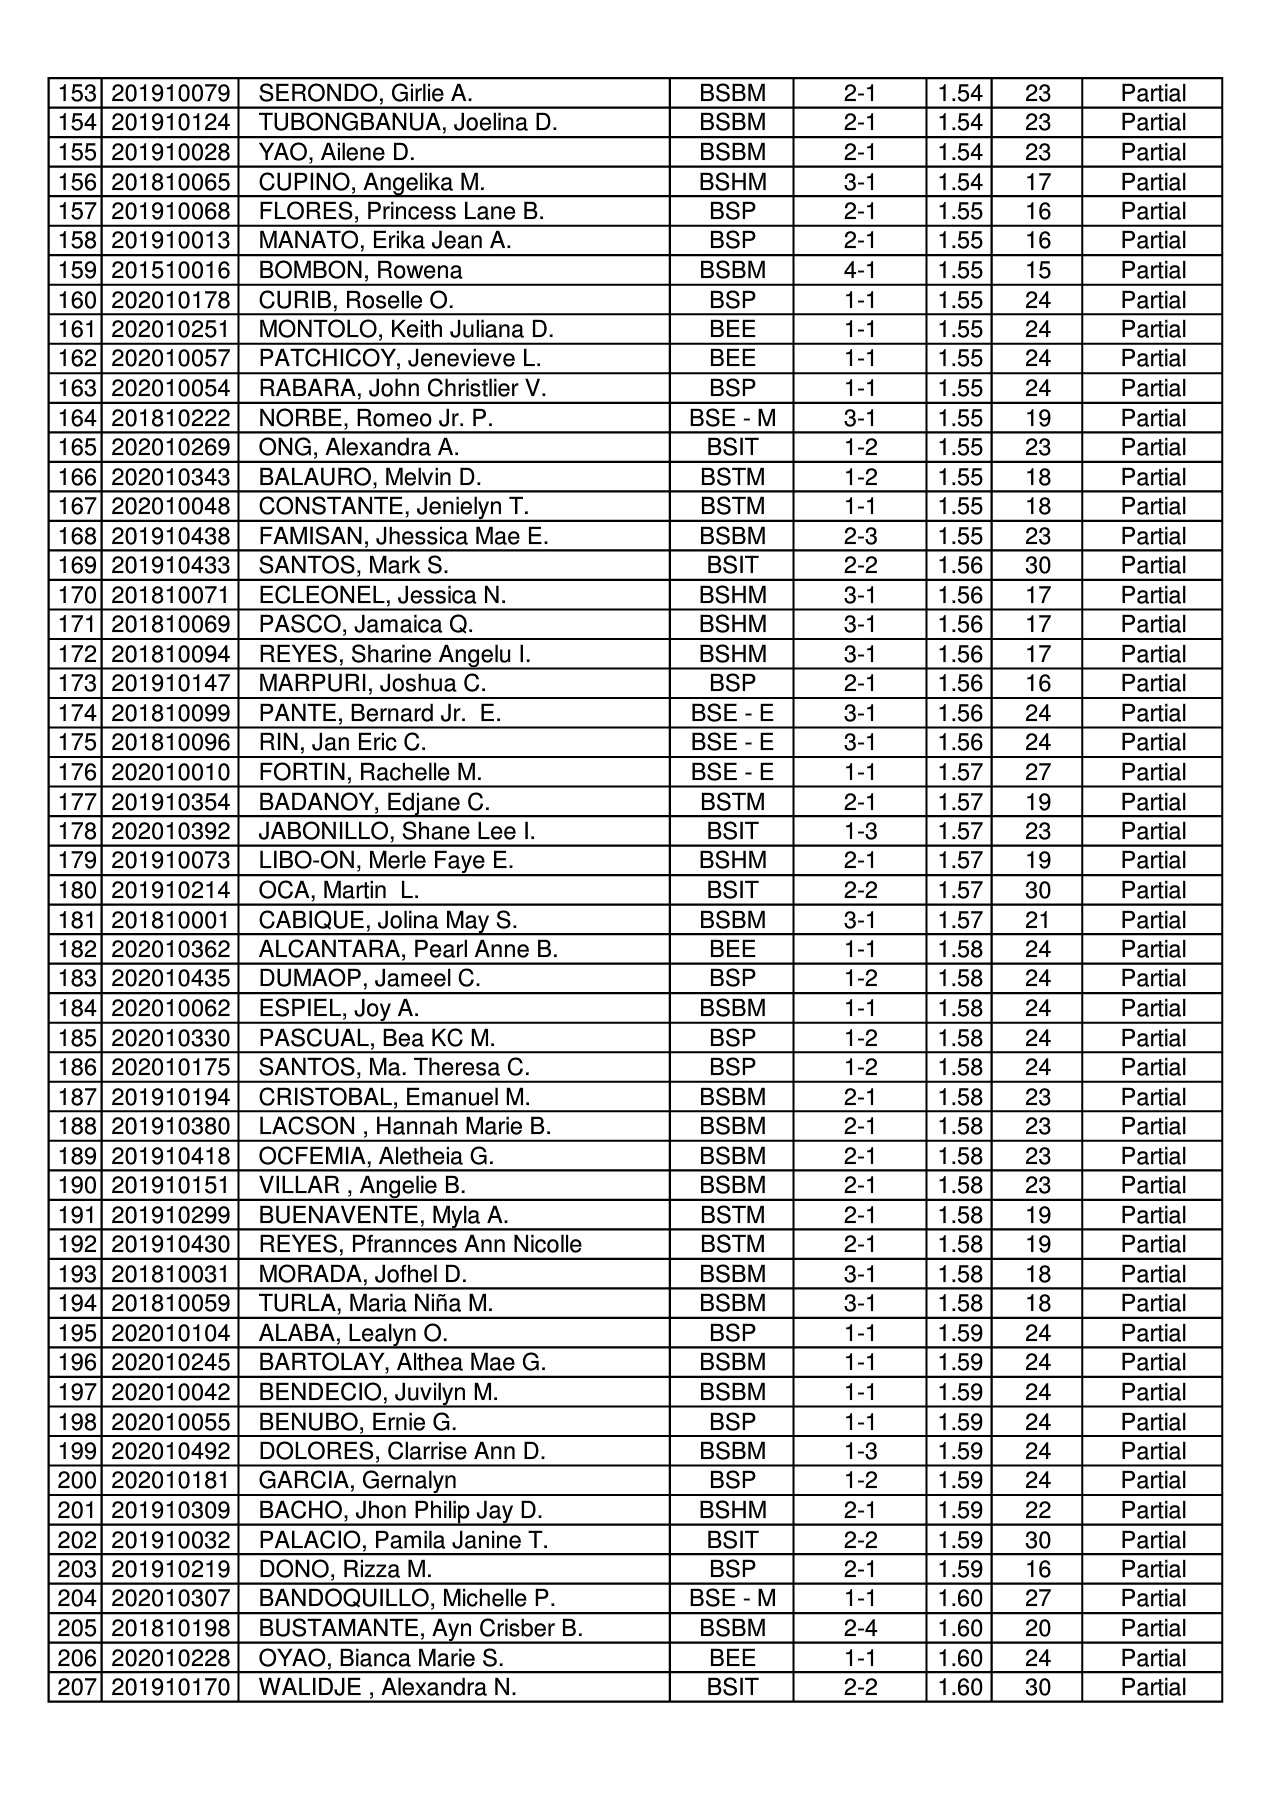 153 201910079 SERONDO, Girlie A. BSBM 2-1 1.54 23 Partial
154 201910124 TUBONGBANUA, Joelina D. BSBM 2-1 1.54 23 Partial
155 201910028 YAO, Ailene D. BSBM 2-1 1.54 23 Partial
156 201810065 CUPINO, Angelika M. BSHM 3-1 1.54 17 Partial
157 201910068 FLORES, Princess Lane B. BSP 2-1 1.55 16 Partial
158 201910013 MANATO, Erika Jean A. BSP 2-1 1.55 16 Partial
159 201510016 BOMBON, Rowena BSBM 4-1 1.55 15 Partial
160 202010178 CURIB, Roselle O. BSP 1-1 1.55 24 Partial
161 202010251 MONTOLO, Keith Juliana D. BEE 1-1 1.55 24 Partial
162 202010057 PATCHICOY, Jenevieve L. BEE 1-1 1.55 24 Partial
163 202010054 RABARA, John Christlier V. BSP 1-1 1.55 24 Partial
164 201810222 NORBE, Romeo Jr. P. BSE - M 3-1 1.55 19 Partial
165 202010269 ONG, Alexandra A. BSIT 1-2 1.55 23 Partial
166 202010343 BALAURO, Melvin D. BSTM 1-2 1.55 18 Partial
167 202010048 CONSTANTE, Jenielyn T. BSTM 1-1 1.55 18 Partial
168 201910438 FAMISAN, Jhessica Mae E. BSBM 2-3 1.55 23 Partial
169 201910433 SANTOS, Mark S. BSIT 2-2 1.56 30 Partial
170 201810071 ECLEONEL, Jessica N. BSHM 3-1 1.56 17 Partial
171 201810069 PASCO, Jamaica Q. BSHM 3-1 1.56 17 Partial
172 201810094 REYES, Sharine Angelu I. BSHM 3-1 1.56 17 Partial
173 201910147 MARPURI, Joshua C. BSP 2-1 1.56 16 Partial
174 201810099 PANTE, Bernard Jr.  E. BSE - E 3-1 1.56 24 Partial
175 201810096 RIN, Jan Eric C. BSE - E 3-1 1.56 24 Partial
176 202010010 FORTIN, Rachelle M. BSE - E 1-1 1.57 27 Partial
177 201910354 BADANOY, Edjane C. BSTM 2-1 1.57 19 Partial
178 202010392 JABONILLO, Shane Lee I. BSIT 1-3 1.57 23 Partial
179 201910073 LIBO-ON, Merle Faye E. BSHM 2-1 1.57 19 Partial
180 201910214 OCA, Martin  L. BSIT 2-2 1.57 30 Partial
181 201810001 CABIQUE, Jolina May S. BSBM 3-1 1.57 21 Partial
182 202010362 ALCANTARA, Pearl Anne B. BEE 1-1 1.58 24 Partial
183 202010435 DUMAOP, Jameel C. BSP 1-2 1.58 24 Partial
184 202010062 ESPIEL, Joy A. BSBM 1-1 1.58 24 Partial
185 202010330 PASCUAL, Bea KC M. BSP 1-2 1.58 24 Partial
186 202010175 SANTOS, Ma. Theresa C. BSP 1-2 1.58 24 Partial
187 201910194 CRISTOBAL, Emanuel M. BSBM 2-1 1.58 23 Partial
188 201910380 LACSON , Hannah Marie B. BSBM 2-1 1.58 23 Partial
189 201910418 OCFEMIA, Aletheia G. BSBM 2-1 1.58 23 Partial
190 201910151 VILLAR , Angelie B. BSBM 2-1 1.58 23 Partial
191 201910299 BUENAVENTE, Myla A. BSTM 2-1 1.58 19 Partial
192 201910430 REYES, Pfrannces Ann Nicolle BSTM 2-1 1.58 19 Partial
193 201810031 MORADA, Jofhel D. BSBM 3-1 1.58 18 Partial
194 201810059 TURLA, Maria Niña M. BSBM 3-1 1.58 18 Partial
195 202010104 ALABA, Lealyn O. BSP 1-1 1.59 24 Partial
196 202010245 BARTOLAY, Althea Mae G. BSBM 1-1 1.59 24 Partial
197 202010042 BENDECIO, Juvilyn M. BSBM 1-1 1.59 24 Partial
198 202010055 BENUBO, Ernie G. BSP 1-1 1.59 24 Partial
199 202010492 DOLORES, Clarrise Ann D. BSBM 1-3 1.59 24 Partial
200 202010181 GARCIA, Gernalyn BSP 1-2 1.59 24 Partial
201 201910309 BACHO, Jhon Philip Jay D. BSHM 2-1 1.59 22 Partial
202 201910032 PALACIO, Pamila Janine T. BSIT 2-2 1.59 30 Partial
203 201910219 DONO, Rizza M. BSP 2-1 1.59 16 Partial
204 202010307 BANDOQUILLO, Michelle P. BSE - M 1-1 1.60 27 Partial
205 201810198 BUSTAMANTE, Ayn Crisber B. BSBM 2-4 1.60 20 Partial
206 202010228 OYAO, Bianca Marie S. BEE 1-1 1.60 24 Partial
207 201910170 WALIDJE , Alexandra N. BSIT 2-2 1.60 30 Partial